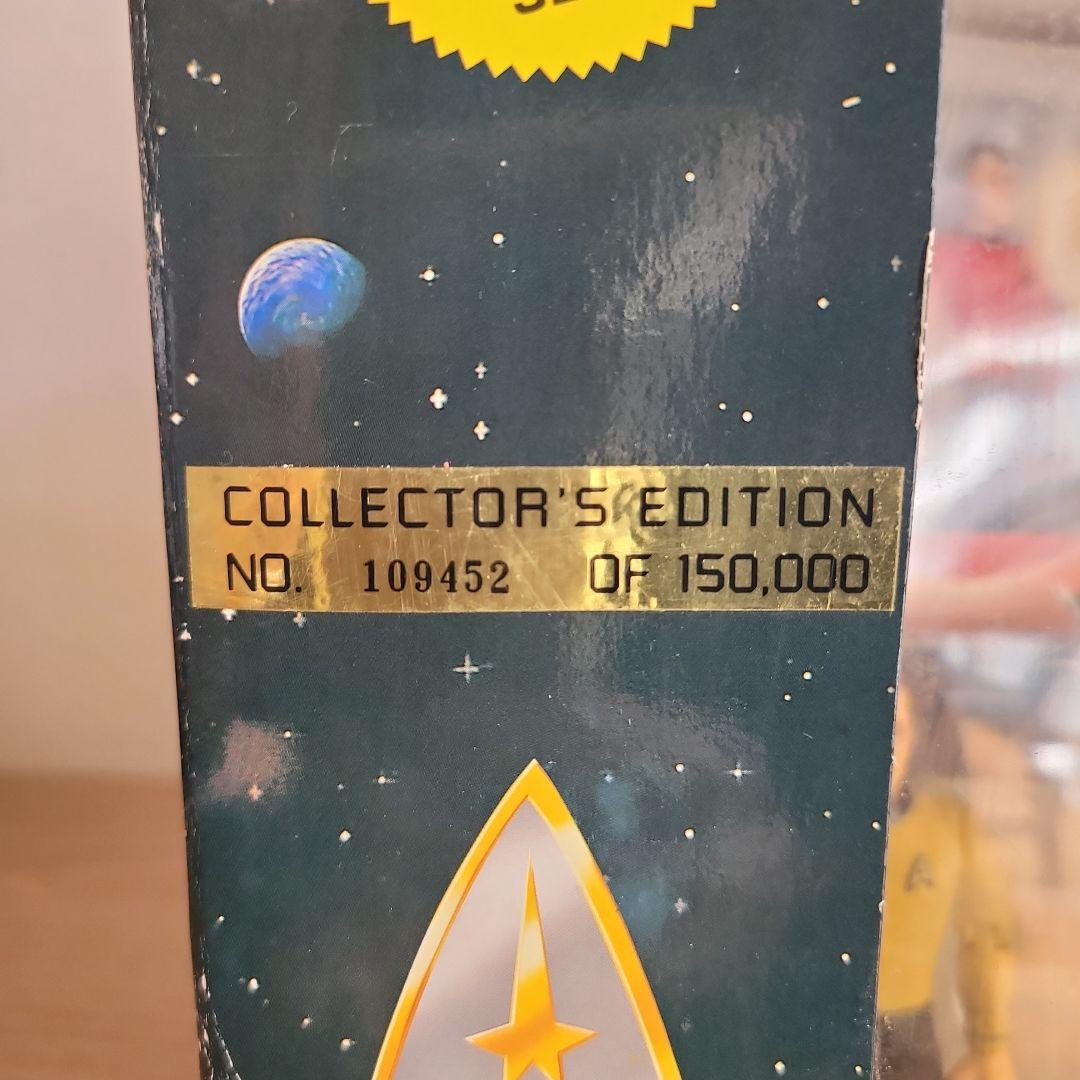 COLLECTOR'S EDITION
NO. 109452 OF 150,000